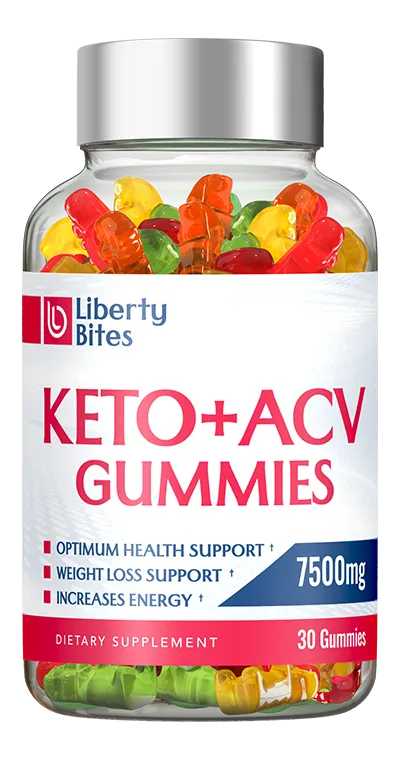 Liberty
Bites
KETO+ACV
GUMMIES
OPTIMUM HEALTH SUPPORT †
WEIGHT LOSS SUPPORT †
INCREASES ENERGY †
7500mg
DIETARY SUPPLEMENT
30 Gummies